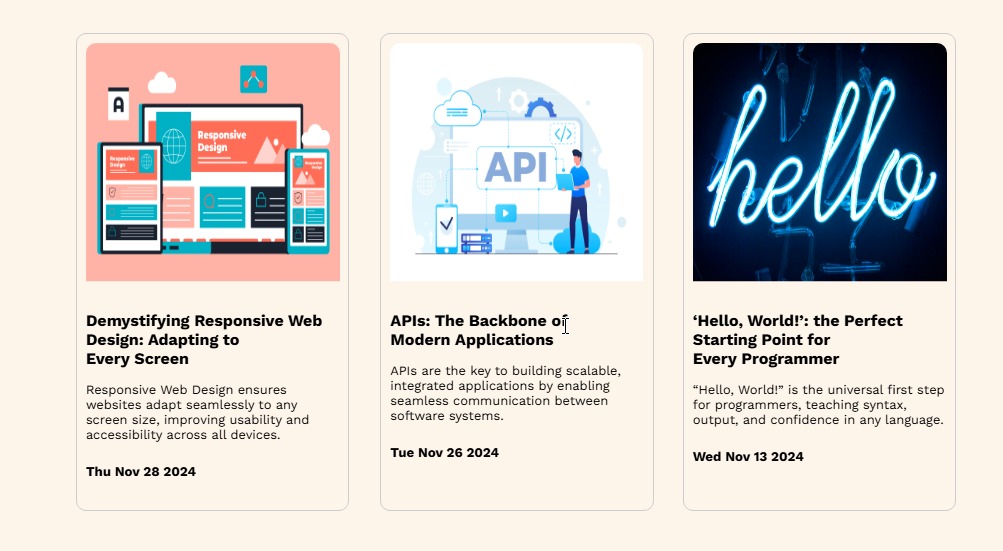 A
Responsive
Design
Responsive
Design
Responsive
Design
Demystifying Responsive Web
Design: Adapting to
Every Screen
Responsive Web Design ensures
websites adapt seamlessly to any
screen size, improving usability and
accessibility across all devices.
Thu Nov 28 2024
1
</>
API
APIs: The Backbone of
Modern Applications
APIs are the key to building scalable,
integrated applications by enabling
seamless communication between
software systems.
Tue Nov 26 2024
hello
‘Hello, World!’: the Perfect
Starting Point for
Every Programmer
“Hello, World!” is the universal first step
for programmers, teaching syntax,
output, and confidence in any language.
Wed Nov 13 2024